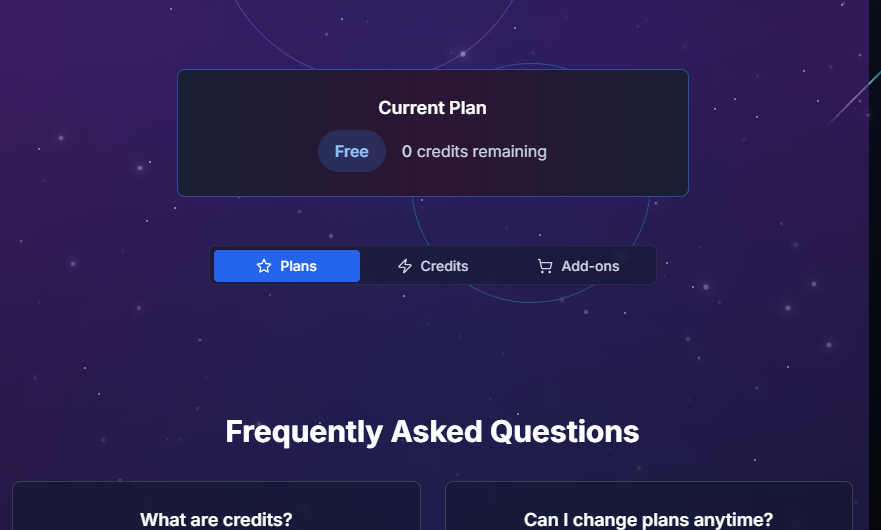 Current Plan
Free 0 credits remaining
Plans Credits Add-ons
Frequently Asked Questions
What are credits? Can I change plans anytime?